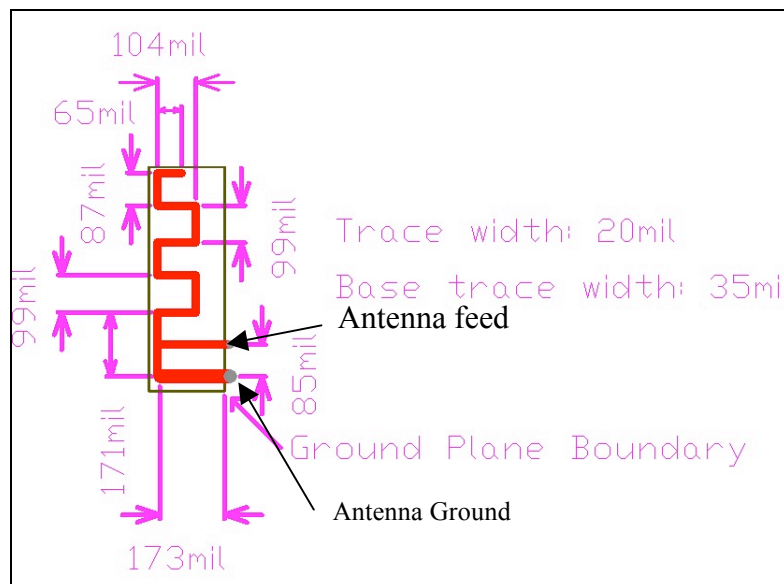 104mil
65mil
87mil
99mil
Trace width: 20mil
99mil
Base trace width: 35mi
Antenna feed
85mil
171mil
Ground Plane Boundary
Antenna Ground
173mil